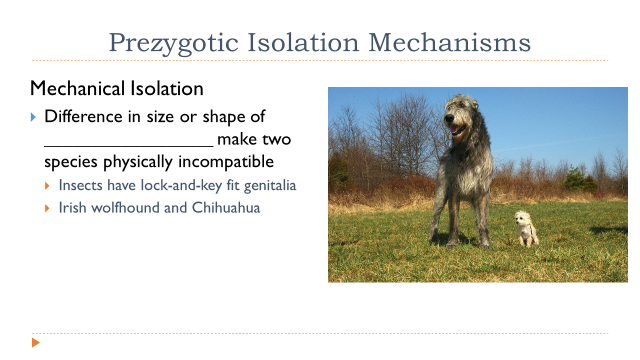 Prezygotic Isolation Mechanisms
Mechanical Isolation
Difference in size or shape of
___________________ make two
species physically incompatible
Insects have lock-and-key fit genitalia
Irish wolfhound and Chihuahua